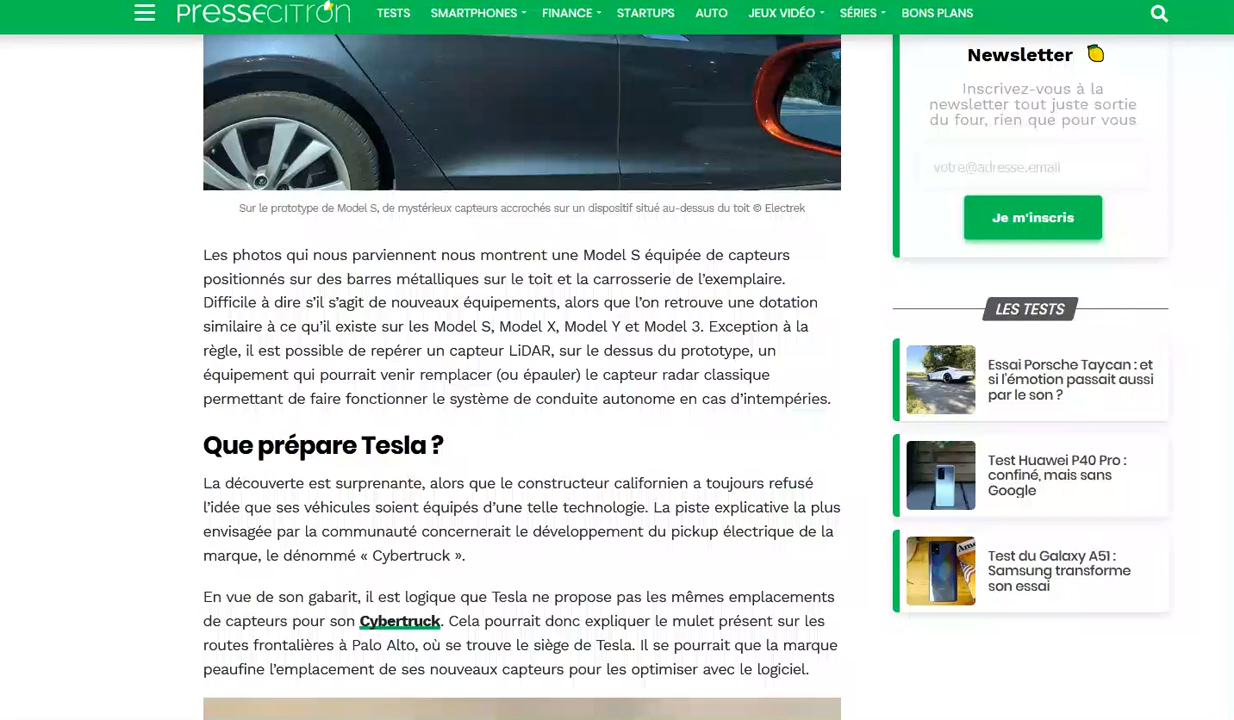 PRESSECITRON
TESTS
SMARTPHONES
FINANCE
STARTUPS
AUTO
JEUX VIDÉO
SÉRIES
BONS PLANS
Sur le prototype de Model S, de mystérieux capteurs accrochés sur un dispositif situé au-dessus du toit © Electrek
Les photos qui nous parviennent nous montrent une Model S équipée de capteurs
positionnés sur des barres métalliques sur le toit et la carrosserie de l'exemplaire.
Difficile à dire s'il s'agit de nouveaux équipements, alors que l'on retrouve une dotation
similaire à ce qu'il existe sur les Model S, Model X, Model Y et Model 3. Exception à la
règle, il est possible de repérer un capteur LiDAR, sur le dessus du prototype, un
équipement qui pourrait venir remplacer (ou épauler) le capteur radar classique
permettant de faire fonctionner le système de conduite autonome en cas d'intempéries.
Que prépare Tesla ?
La découverte est surprenante, alors que le constructeur californien a toujours refusé
l'idée que ses véhicules soient équipés d'une telle technologie. La piste explicative la plus
envisagée par la communauté concernerait le développement du pickup électrique de la
marque, le dénommé « Cybertruck ».
En vue de son gabarit, il est logique que Tesla ne propose pas les mêmes emplacements
de capteurs pour son Cybertruck. Cela pourrait donc expliquer le mulet présent sur les
routes frontalières à Palo Alto, où se trouve le siège de Tesla. Il se pourrait que la marque
peaufine l'emplacement de ses nouveaux capteurs pour les optimiser avec le logiciel.
Newsletter
Inscrivez-vous à la
newsletter tout juste sortie
du four, rien que pour vous
votre@adresse.email
Je m'inscris
LES TESTS
Essai Porsche Taycan : et
si l'émotion passait aussi
par le son ?
Test Huawei P40 Pro :
confiné, mais sans
Google
Test du Galaxy A51 :
Samsung transforme
son essai